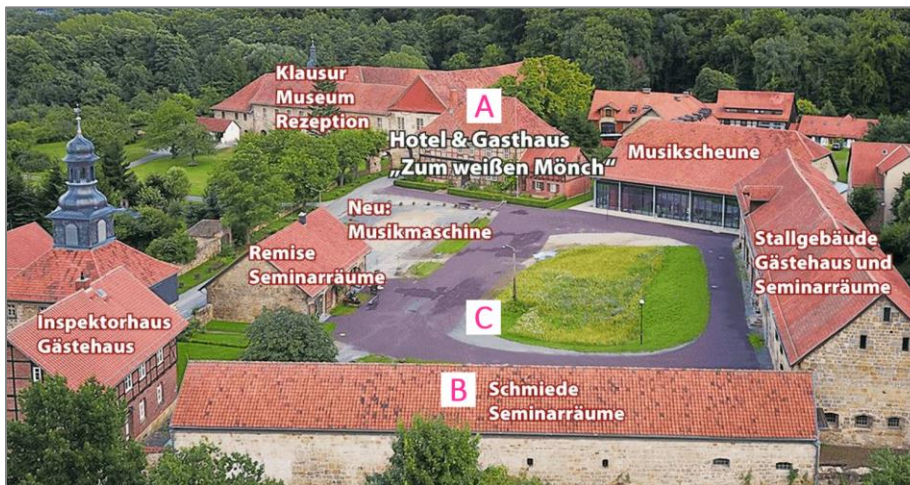 Klausur
Museum
Rezeption
A
Hotel & Gasthaus
„Zum weißen Mönch“
Musikscheune
Neu:
Musikmaschine
Remise
Seminarräume
Stallgebäude
Gästehaus und
Seminarräume
Inspektorhaus
Gästehaus
C
B
Schmiede
Seminarräume